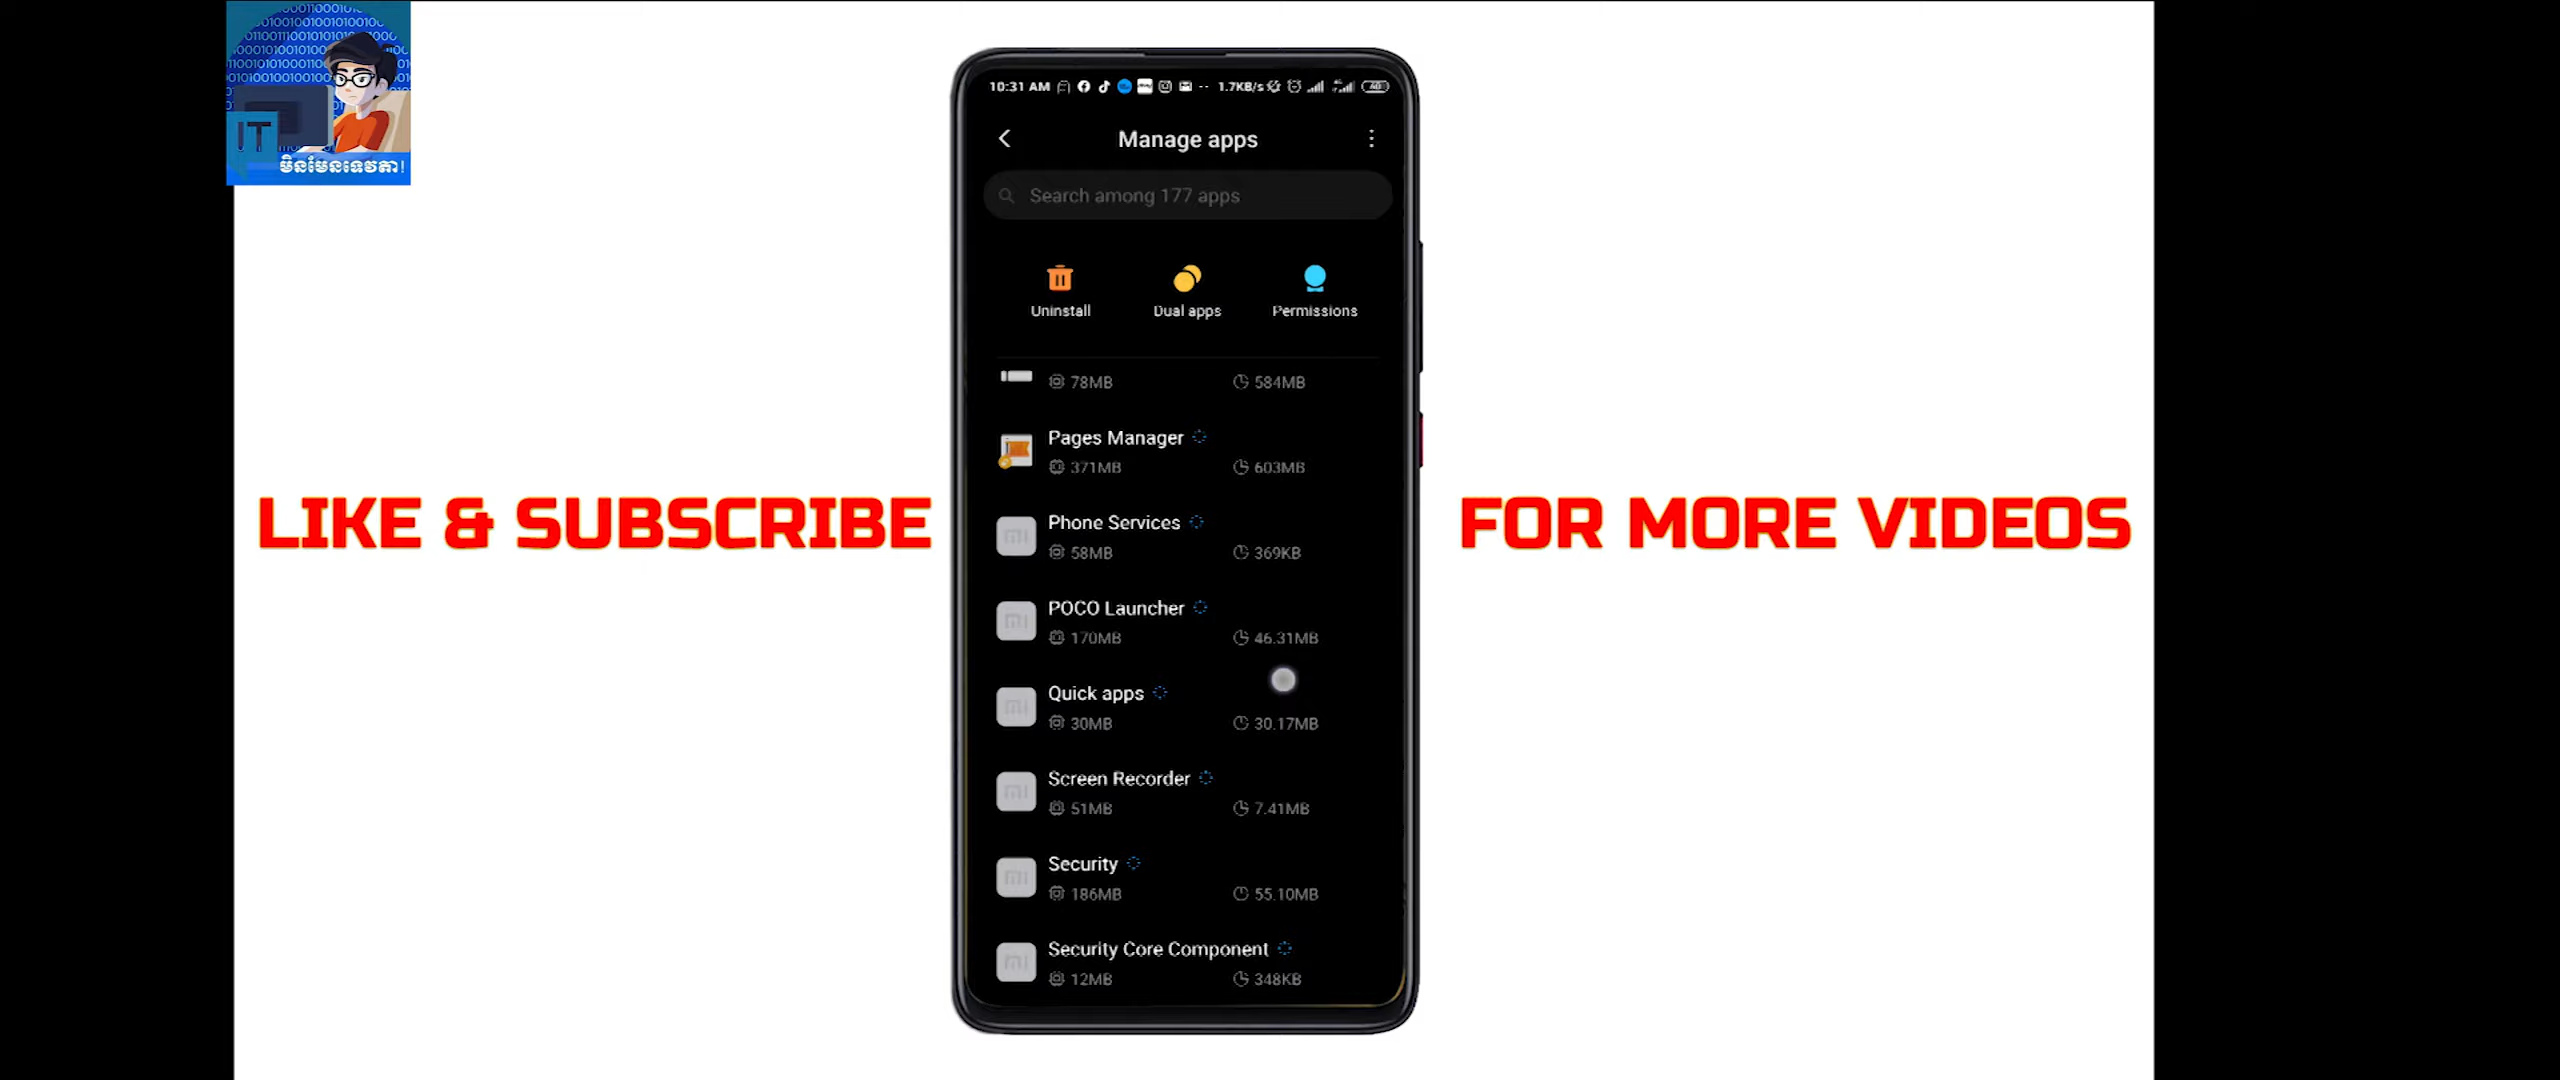 IT
មិនមែនទេវតា!
10:31 AM
1.7KB/s
Manage apps
Search among 177 apps
Uninstall
Dual apps
Permissions
78MB
584MB
Pages Manager
371MB
603MB
Phone Services
58MB
369KB
POCO Launcher
170MB
46.31MB
Quick apps
30MB
30.17MB
Screen Recorder
51MB
7.41MB
Security
186MB
55.10MB
Security Core Component
12MB
348KB
LIKE & SUBSCRIBE
FOR MORE VIDEOS